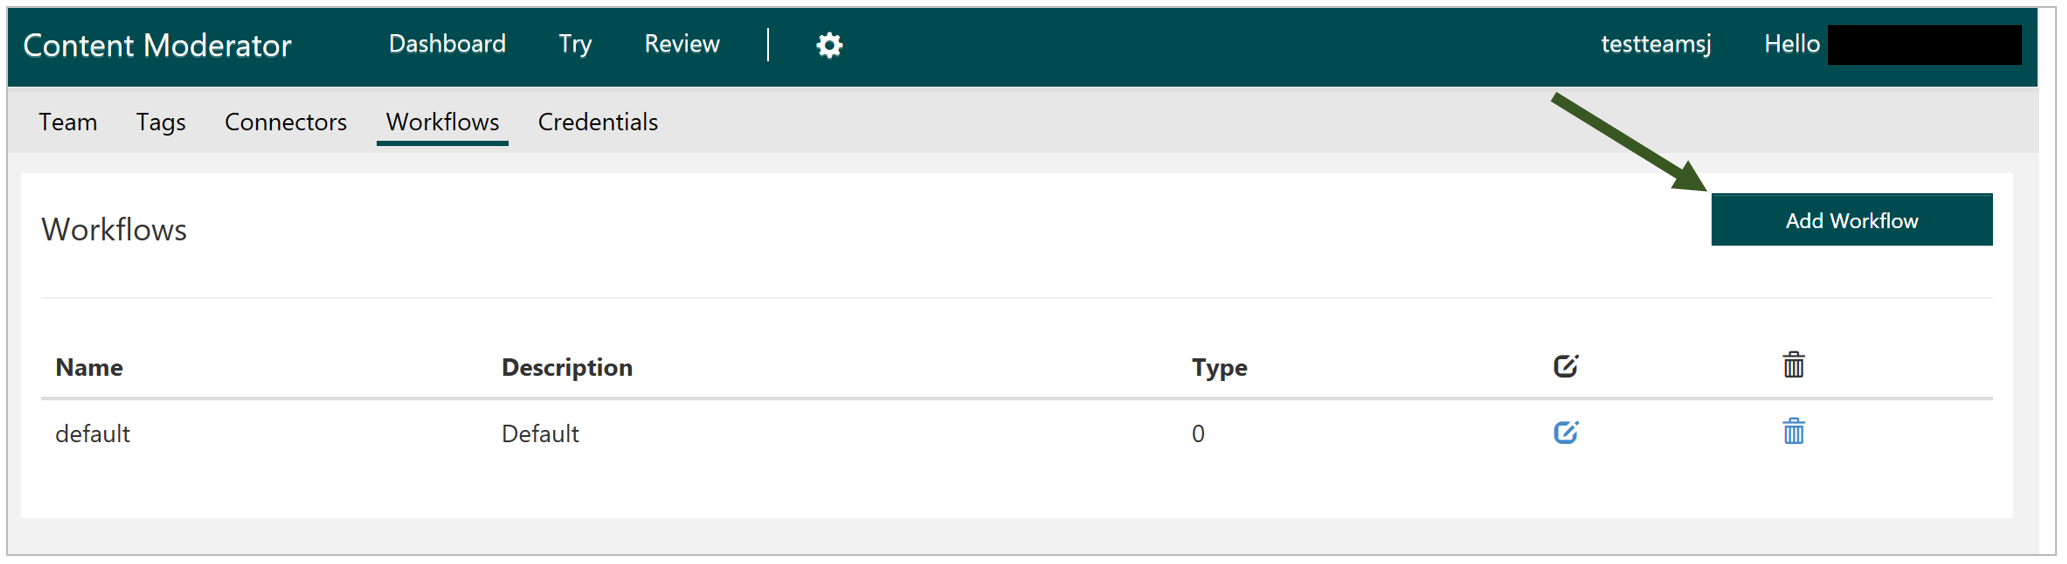 Content Moderator Dashboard Try Review testteamsj Hello
Team Tags Connectors Workflows Credentials
Workflows
Add Workflow
Name Description Type
default Default 0